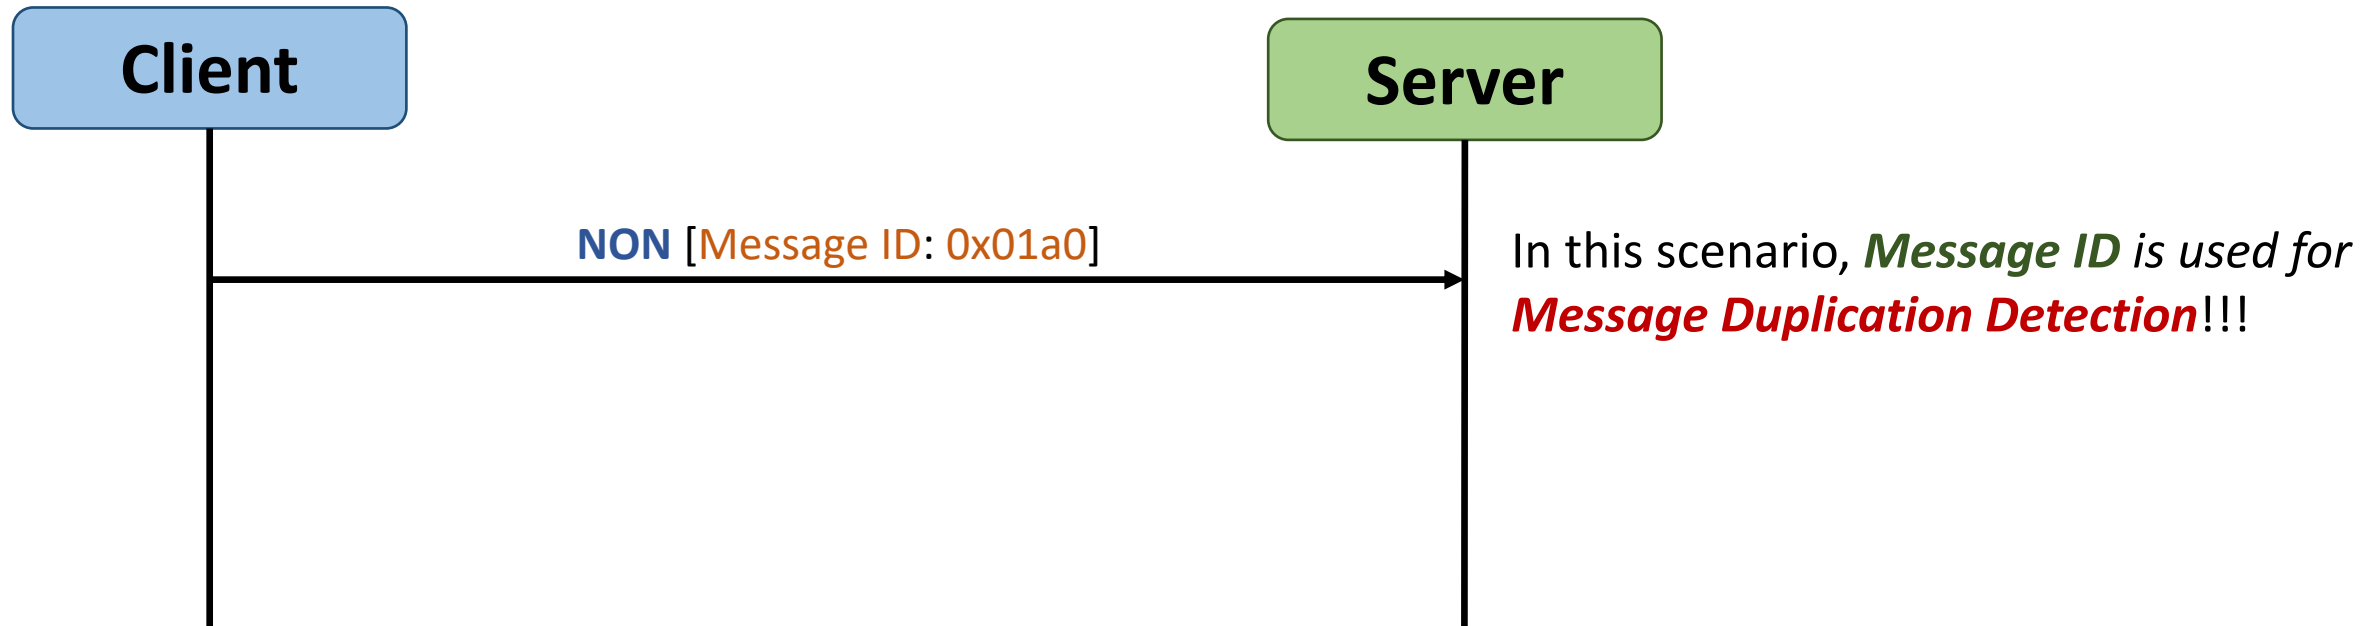 Client
Server
NON [Message ID: 0x01a0]
In this scenario, Message ID is used for
Message Duplication Detection!!!